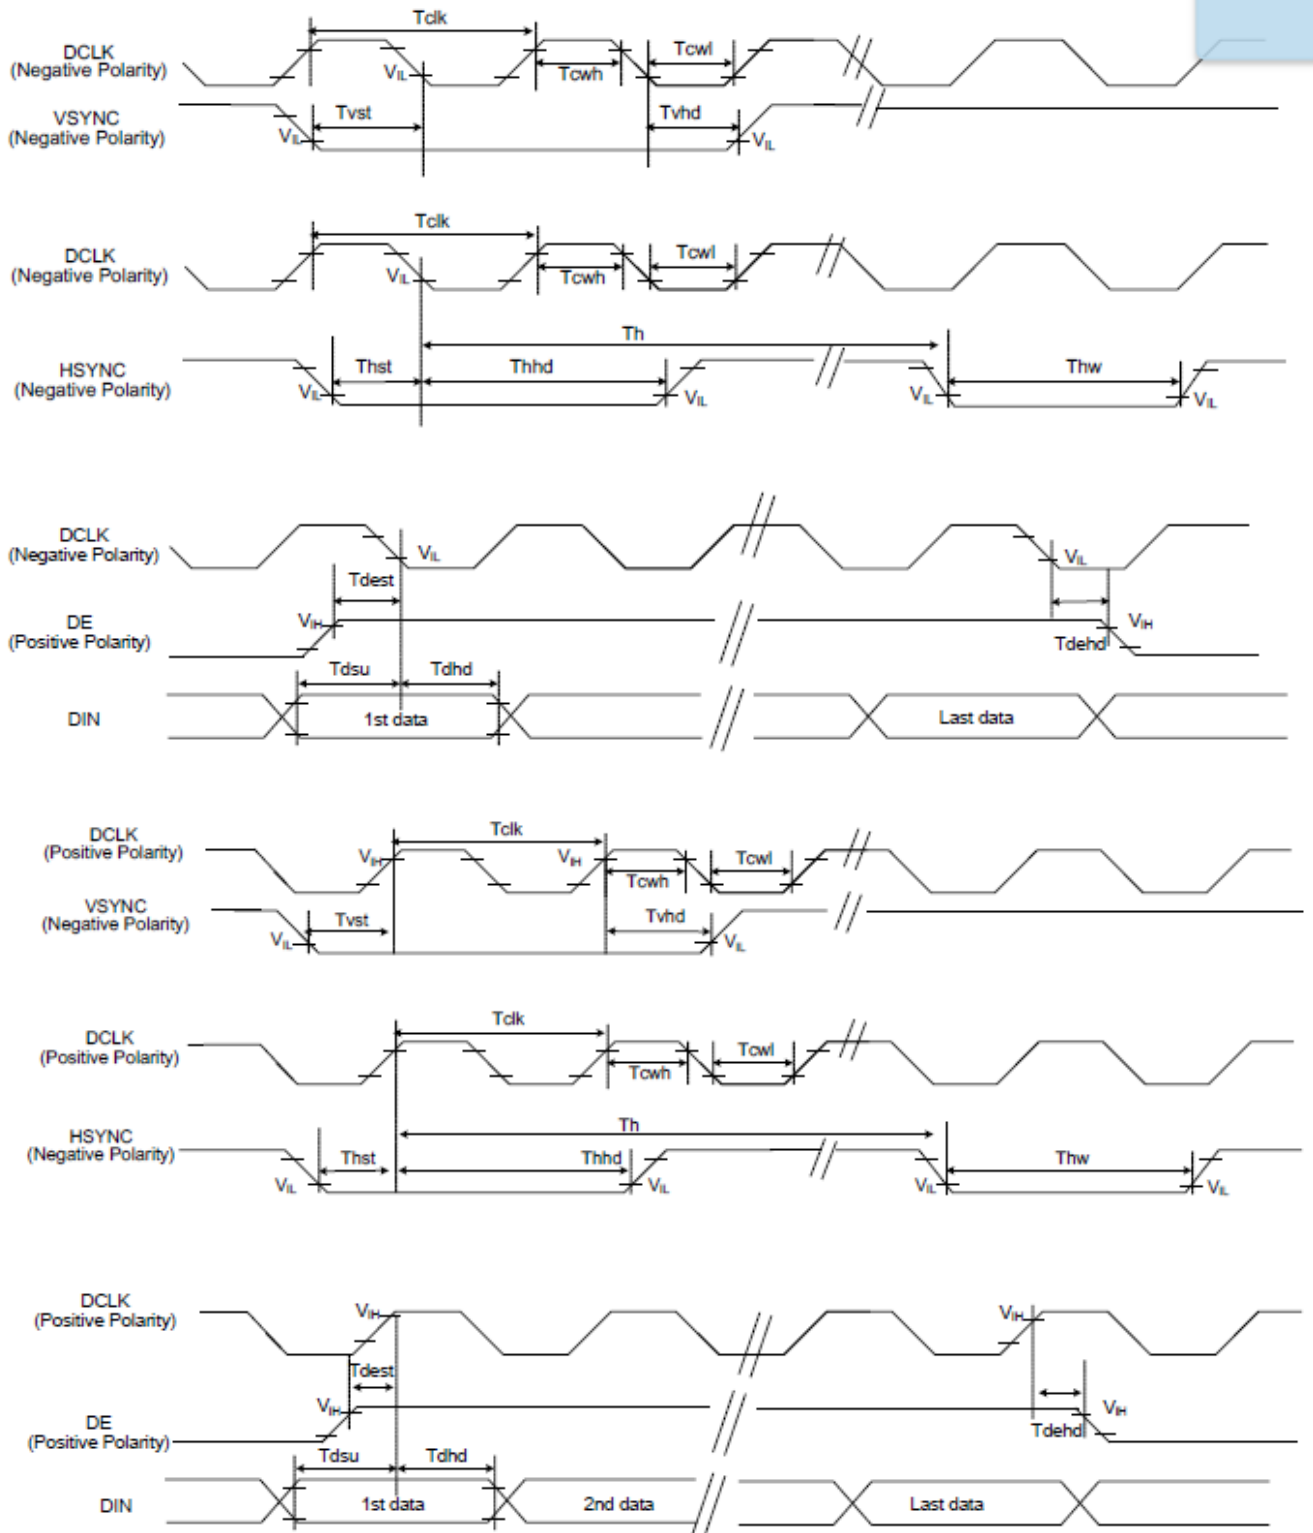 Tclk
DCLK
(Negative Polarity)
VIL
Tcwh
Tcwl
VSYNC
(Negative Polarity)
Tvst
Tvhd
VIL
VIL
Tclk
DCLK
(Negative Polarity)
VIL
Tcwh
Tcwl
Th
HSYNC
(Negative Polarity)
Thst
Thhd
Thw
VIL
VIL
VIL
VIL
DCLK
(Negative Polarity)
VIL
VIL
Tdest
DE
(Positive Polarity)
VIH
VIH
Tdehd
Tdsu
Tdhd
DIN
1st data
Last data
DCLK
(Positive Polarity)
Tclk
VIH
VIH
Tcwh
Tcwl
VSYNC
(Negative Polarity)
Tvst
Tvhd
VIL
VIL
Tclk
DCLK
(Positive Polarity)
Tcwh
Tcwl
Th
HSYNC
(Negative Polarity)
Thst
Thhd
Thw
VIL
VIL
VIL
VIL
DCLK
(Positive Polarity)
VIH
VIH
Tdest
DE
(Positive Polarity)
VIH
VIH
Tdehd
Tdsu
Tdhd
DIN
1st data
2nd data
Last data